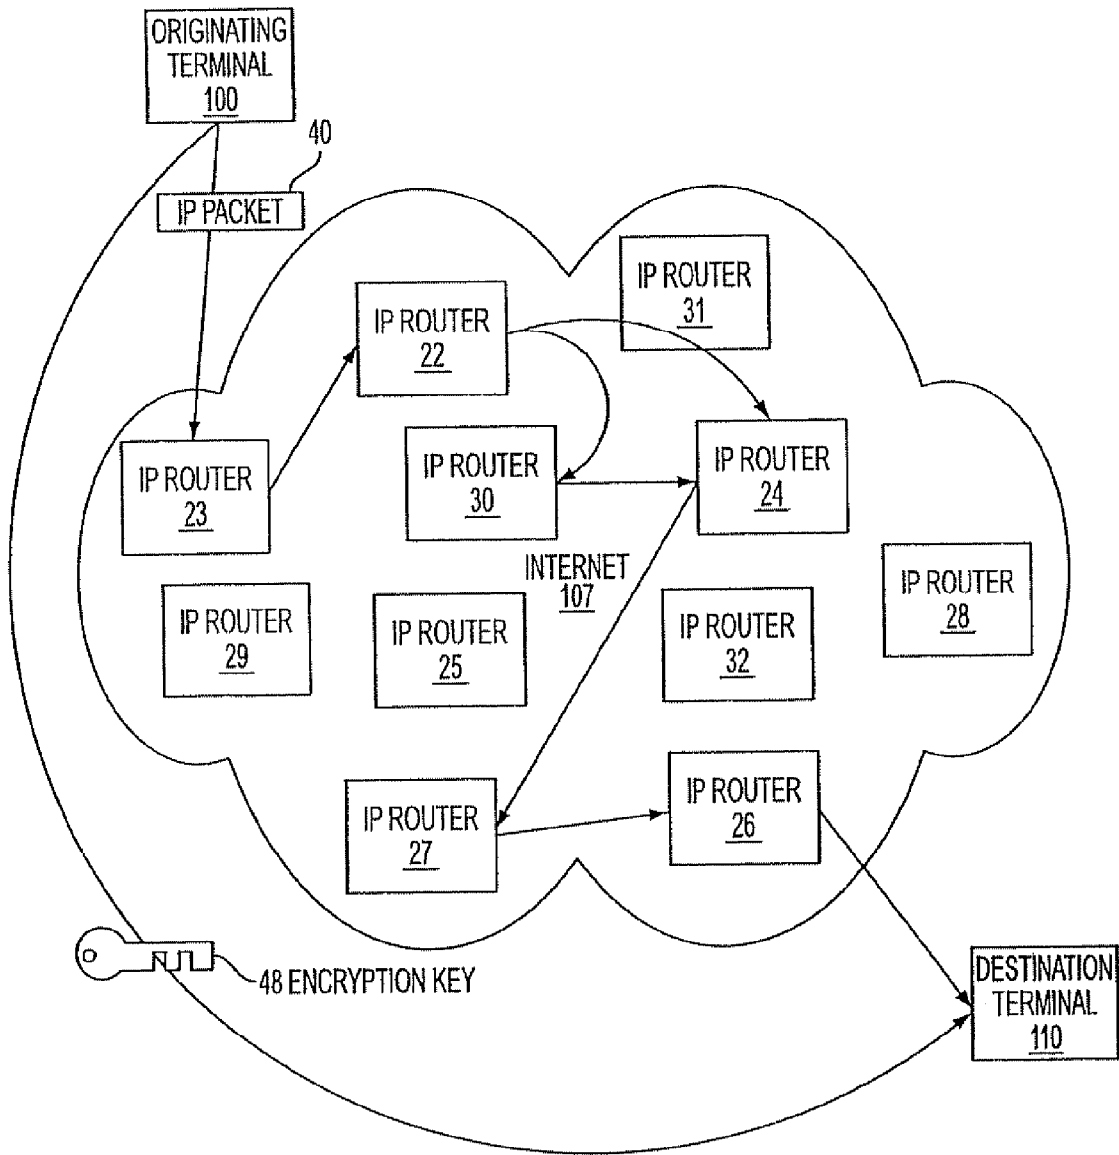 ORIGINATING
TERMINAL
100
40
IP PACKET
IP ROUTER
31
IP ROUTER
22
IP ROUTER
23
IP ROUTER
30
IP ROUTER
24
INTERNET
107
IP ROUTER
28
IP ROUTER
29
IP ROUTER
25
IP ROUTER
32
IP ROUTER
27
IP ROUTER
26
48 ENCRYPTION KEY
DESTINATION
TERMINAL
110